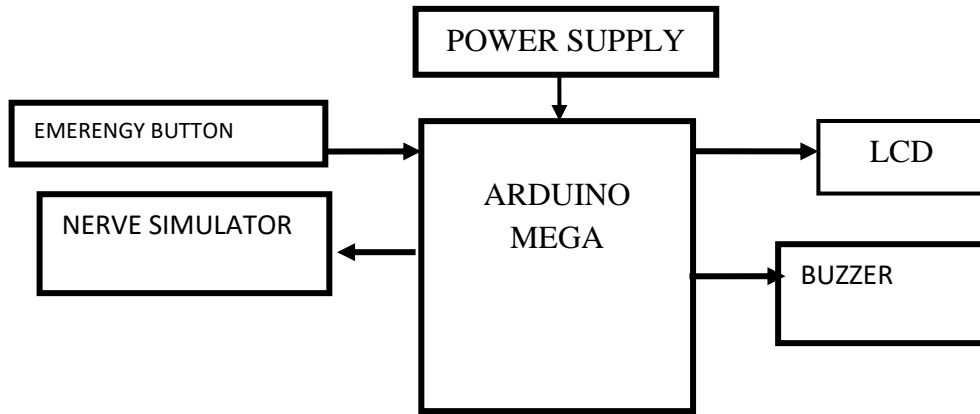 POWER SUPPLY
EMERENGY BUTTON
LCD
NERVE SIMULATOR
ARDUINO
MEGA
BUZZER